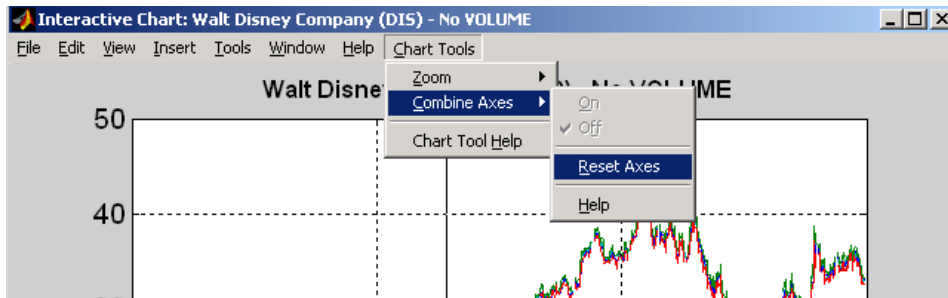 Interactive Chart: Walt Disney Company (DIS) - No VOLUME
File Edit View Insert Tools Window Help Chart Tools
Walt Disne
No VOLUME
Zoom
Combine Axes
Chart Tool Help
On
Off
Reset Axes
Help
50
40